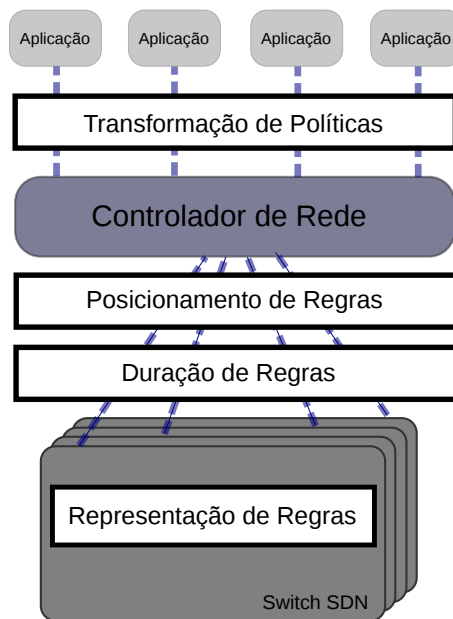 Aplicação Aplicação Aplicação Aplicação
Transformação de Políticas
Controlador de Rede
Posicionamento de Regras
Duração de Regras
Representação de Regras
Switch SDN